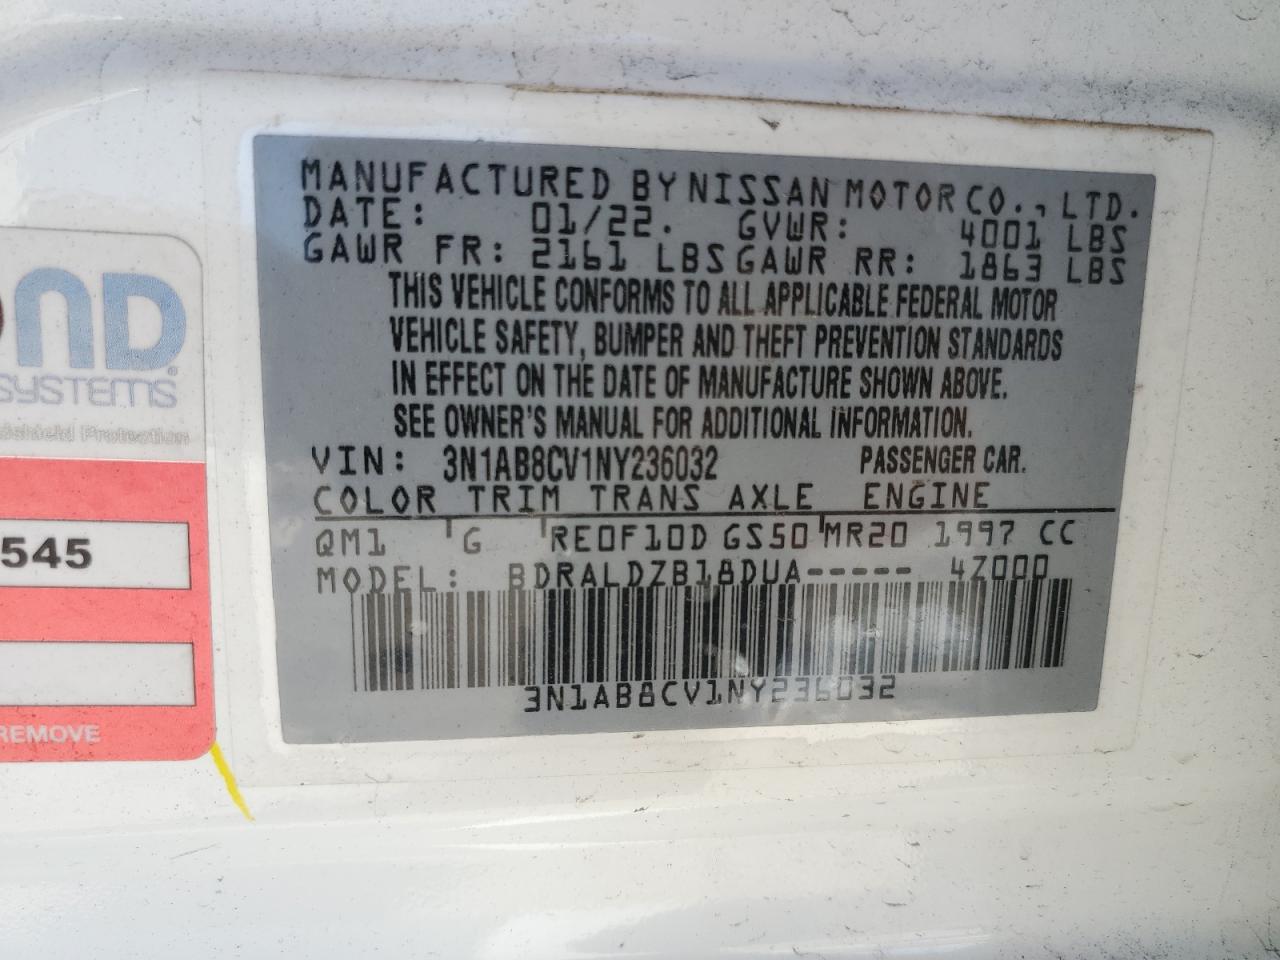 MANUFACTURED BY NISSAN MOTOR CO., LTD.
DATE: 01/22. GVWR: 4001 LBS
GAWR FR: 2161 LBS GAWR RR: 1863 LBS
THIS VEHICLE CONFORMS TO ALL APPLICABLE FEDERAL MOTOR
VEHICLE SAFETY, BUMPER AND THEFT PREVENTION STANDARDS
IN EFFECT ON THE DATE OF MANUFACTURE SHOWN ABOVE.
SEE OWNER'S MANUAL FOR ADDITIONAL INFORMATION.
VIN: 3N1AB8CV1NY236032 PASSENGER CAR.
COLOR TRIM TRANS AXLE ENGINE
QM1 G RE0F10D GS50 MR20 1997 CC
MODEL: BDRALDZB18DUA----- 4Z000
3N1AB8CV1NY236032
ND
SYSTEMS®
Protection
545
REMOVE